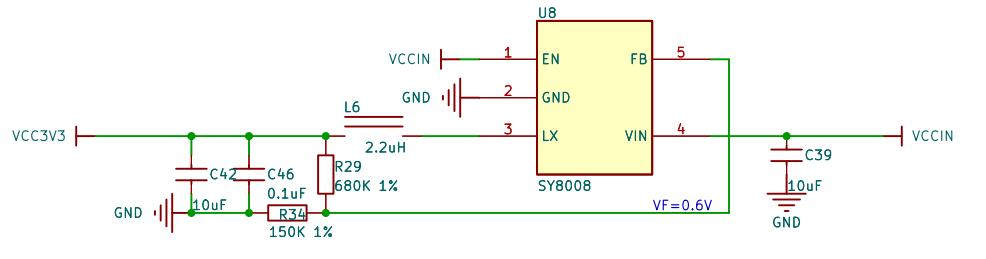 U8
VCCIN
1
EN
FB
5
GND
2
GND
L6
VCC3V3
3
LX
VIN
4
VCCIN
2.2uH
C39
R29
C42
C46
680K 1%
SY8008
10uF
0.1uF
10uF
VF=0.6V
GND
R34
GND
150K 1%